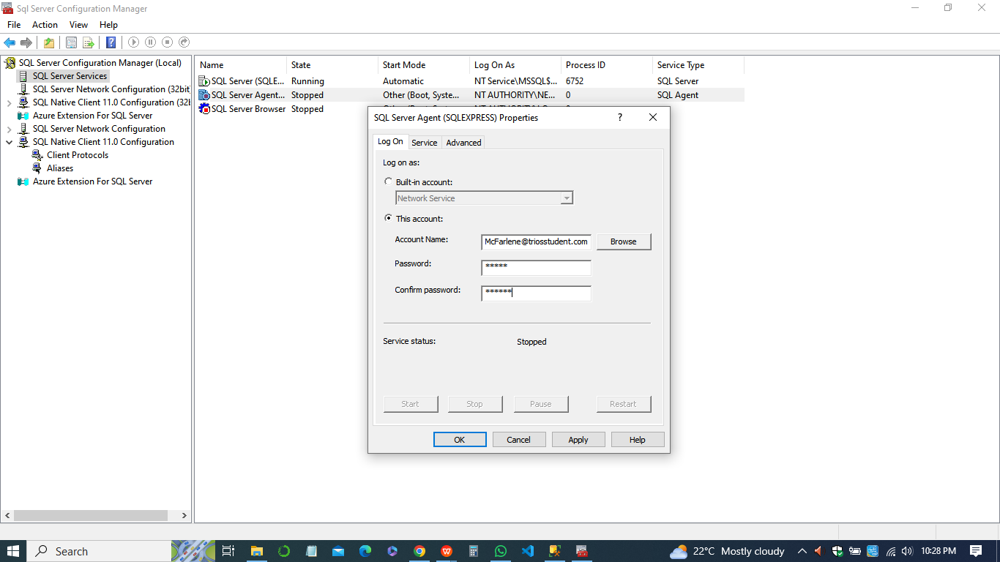 Sql Server Configuration Manager
File Action View Help
SQL Server Configuration Manager (Local)
SQL Server Services
SQL Server Network Configuration (32bit
SQL Native Client 11.0 Configuration (32b
Azure Extension For SQL Server
SQL Server Network Configuration
SQL Native Client 11.0 Configuration
Client Protocols
Aliases
Azure Extension For SQL Server
Name State Start Mode Log On As Process ID Service Type
SQL Server (SQLE... Running Automatic NT Service\MSSQL$... 6752 SQL Server
SQL Server Agent... Stopped Other (Boot, Syste... NT AUTHORITY\NE... 0 SQL Agent
SQL Server Browser Stopped
SQL Server Agent (SQLEXPRESS) Properties ?
Log On Service Advanced
Log on as:
Built-in account:
Network Service
This account:
Account Name: McFarlene@triosstudent.com Browse
Password: *****
Confirm password: ******
Service status: Stopped
Start Stop Pause Restart
OK Cancel Apply Help
Search 22°C Mostly cloudy 10:28 PM